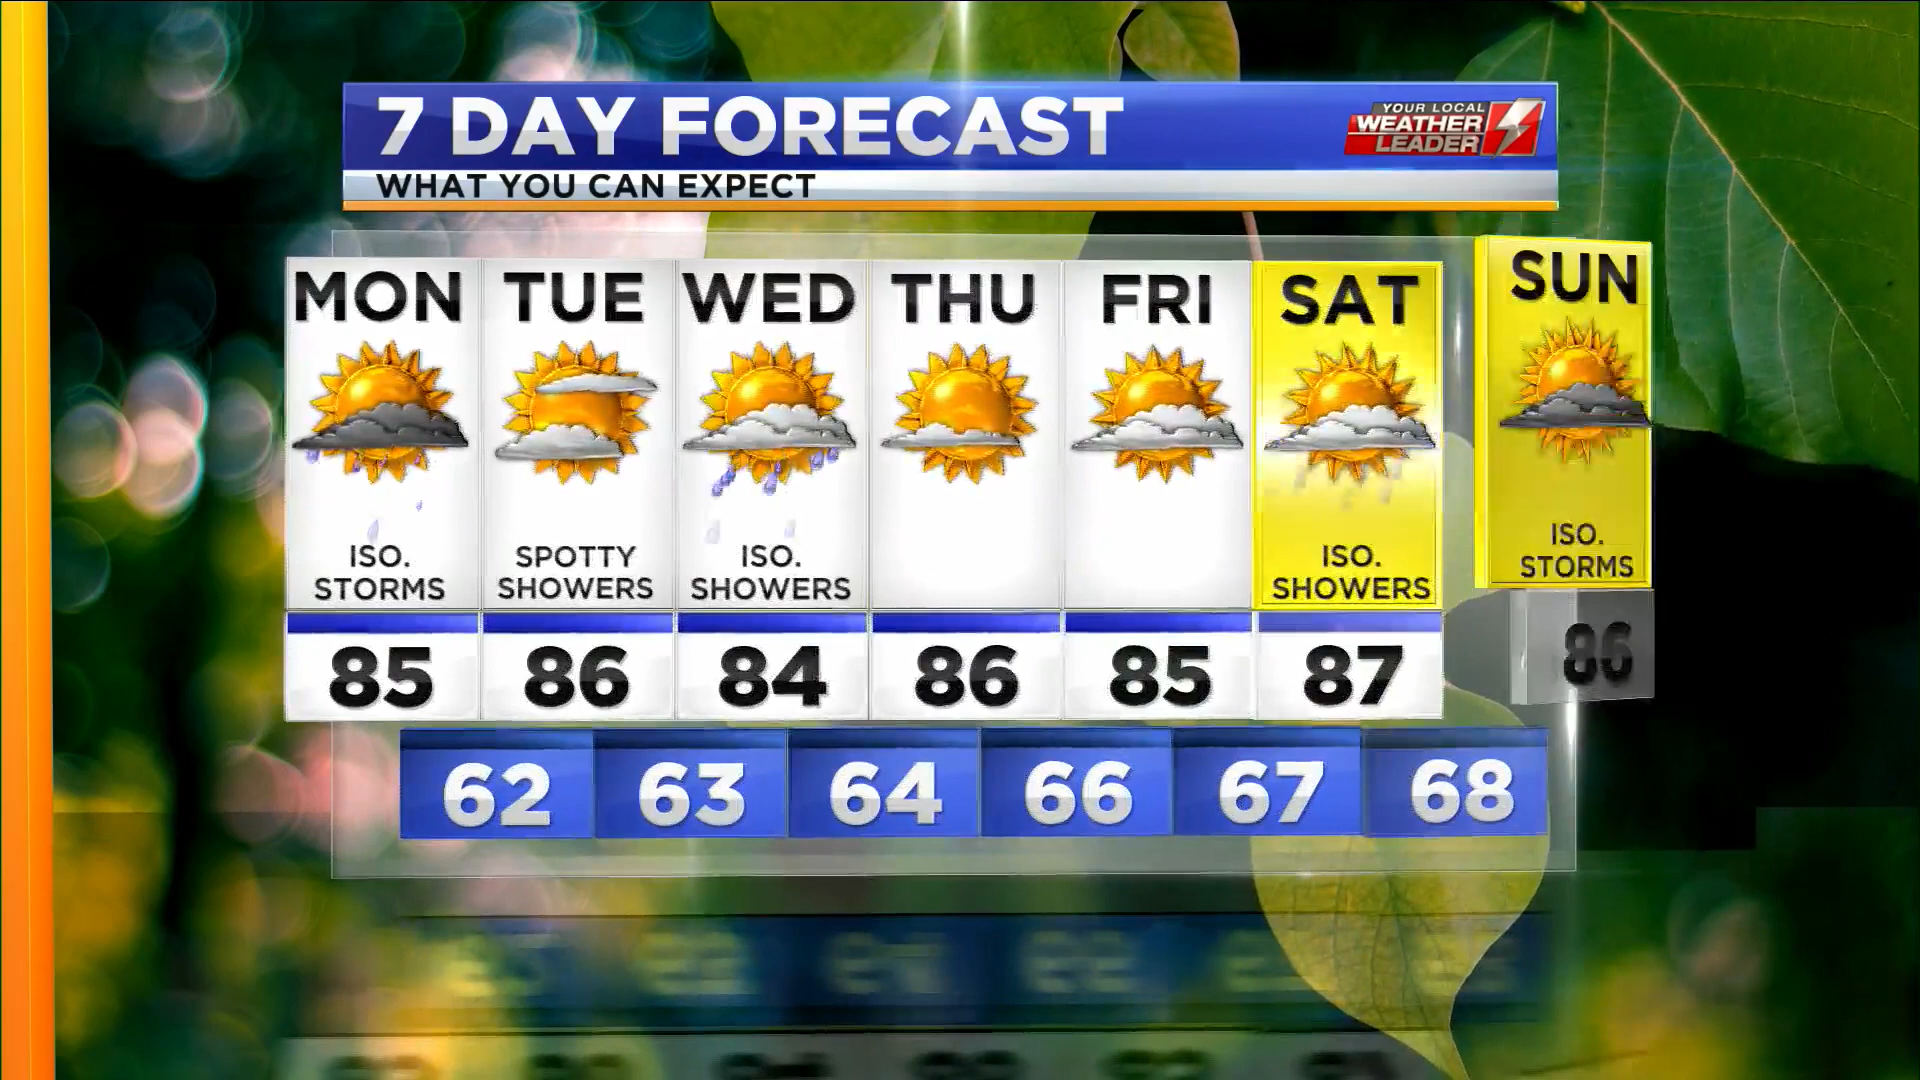 7 DAY FORECAST
YOUR LOCAL
WEATHER
LEADER
WHAT YOU CAN EXPECT
MON TUE WED THU FRI SAT SUN
ISO. STORMS
SPOTTY SHOWERS
ISO. SHOWERS
ISO. SHOWERS
ISO. STORMS
85 86 84 86 85 87 86
62 63 64 66 67 68